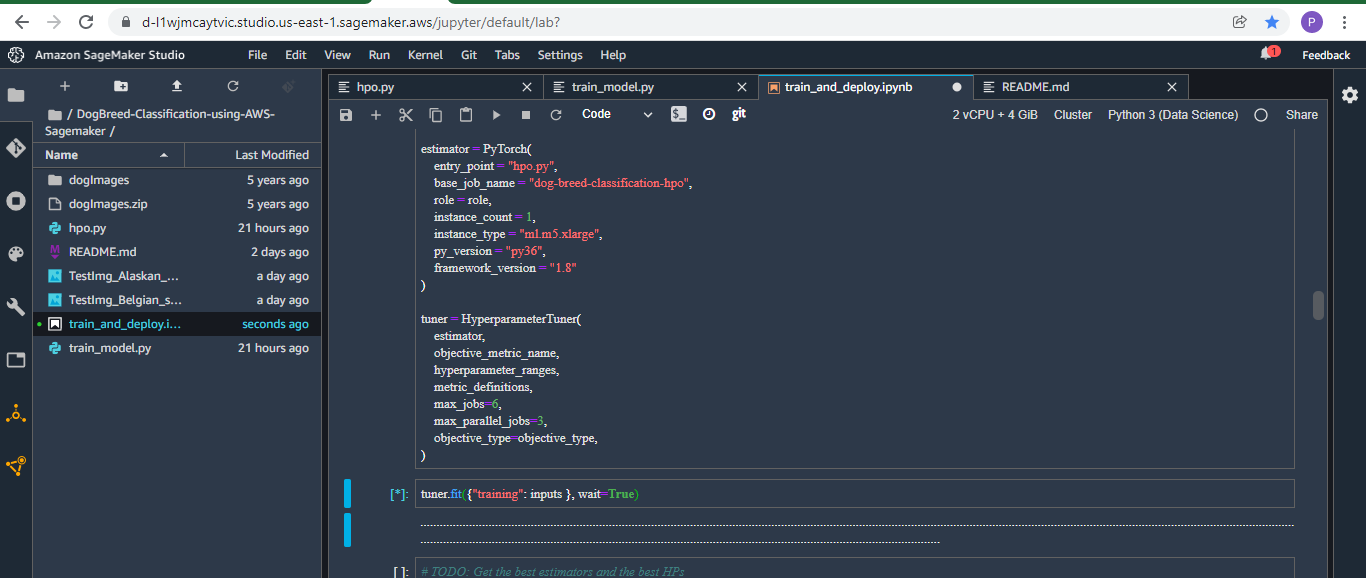 d-l1wjmcaytvic.studio.us-east-1.sagemaker.aws/jupyter/default/lab?
P
Amazon SageMaker Studio
File Edit View Run Kernel Git Tabs Settings Help
1
Feedback
hpo.py
train_model.py
train_and_deploy.ipynb
README.md
/ DogBreed-Classification-using-AWS-
Sagemaker /
Code
git
2 vCPU + 4 GiB
Cluster
Python 3 (Data Science)
Share
Name
Last Modified
dogImages 5 years ago
dogImages.zip 5 years ago
hpo.py 21 hours ago
README.md 2 days ago
TestImg_Alaskan_... a day ago
TestImg_Belgian_s... a day ago
train_and_deploy.i... seconds ago
train_model.py 21 hours ago
estimator = PyTorch(
entry_point = "hpo.py",
base_job_name = "dog-breed-classification-hpo",
role = role,
instance_count = 1,
instance_type = "ml.m5.xlarge",
py_version = "py36",
framework_version = "1.8"
)
tuner = HyperparameterTuner(
estimator,
objective_metric_name,
hyperparameter_ranges,
metric_definitions,
max_jobs=6,
max_parallel_jobs=3,
objective_type=objective_type,
)
[*]: tuner.fit({"training": inputs }, wait=True)
[ ]: # TODO: Get the best estimators and the best HPs